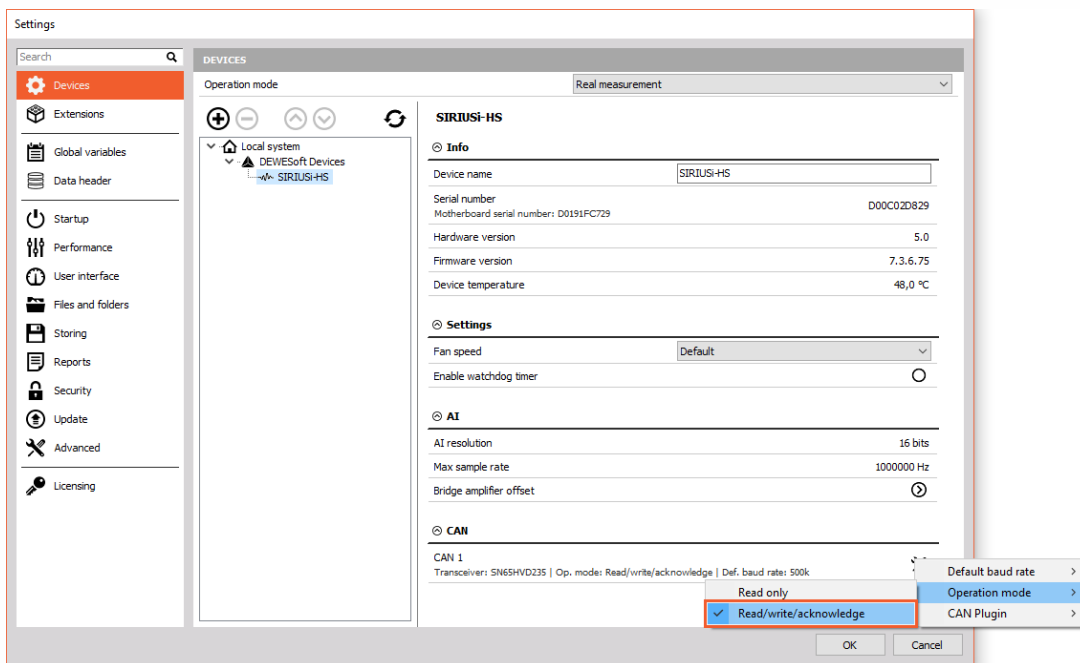 Settings
Search
DEVICES
Devices
Extensions
Global variables
Data header
Startup
Performance
User interface
Files and folders
Storing
Reports
Security
Update
Advanced
Licensing
Operation mode
Real measurement
Local system
DEWESoft Devices
SIRIUSi-HS
SIRIUSi-HS
Info
Device name
SIRIUSi-HS
Serial number
Motherboard serial number: D0191FC729
D00C02D829
Hardware version
5.0
Firmware version
7.3.6.75
Device temperature
48,0 °C
Settings
Fan speed
Default
Enable watchdog timer
AI
AI resolution
16 bits
Max sample rate
1000000 Hz
Bridge amplifier offset
CAN
CAN 1
Transceiver: SN65HVD235 | Op. mode: Read/write/acknowledge | Def. baud rate: 500k
Default baud rate
Operation mode
CAN Plugin
Read only
Read/write/acknowledge
OK
Cancel